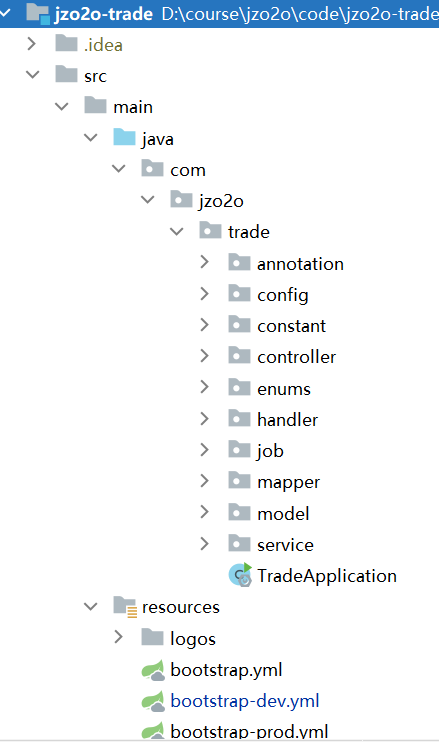 jzo2o-trade D:\course\jzo2o\code\jzo2o-trade
.idea
src
main
java
com
jzo2o
trade
annotation
config
constant
controller
enums
handler
job
mapper
model
service
TradeApplication
resources
logos
bootstrap.yml
bootstrap-dev.yml
bootstrap-prod.yml